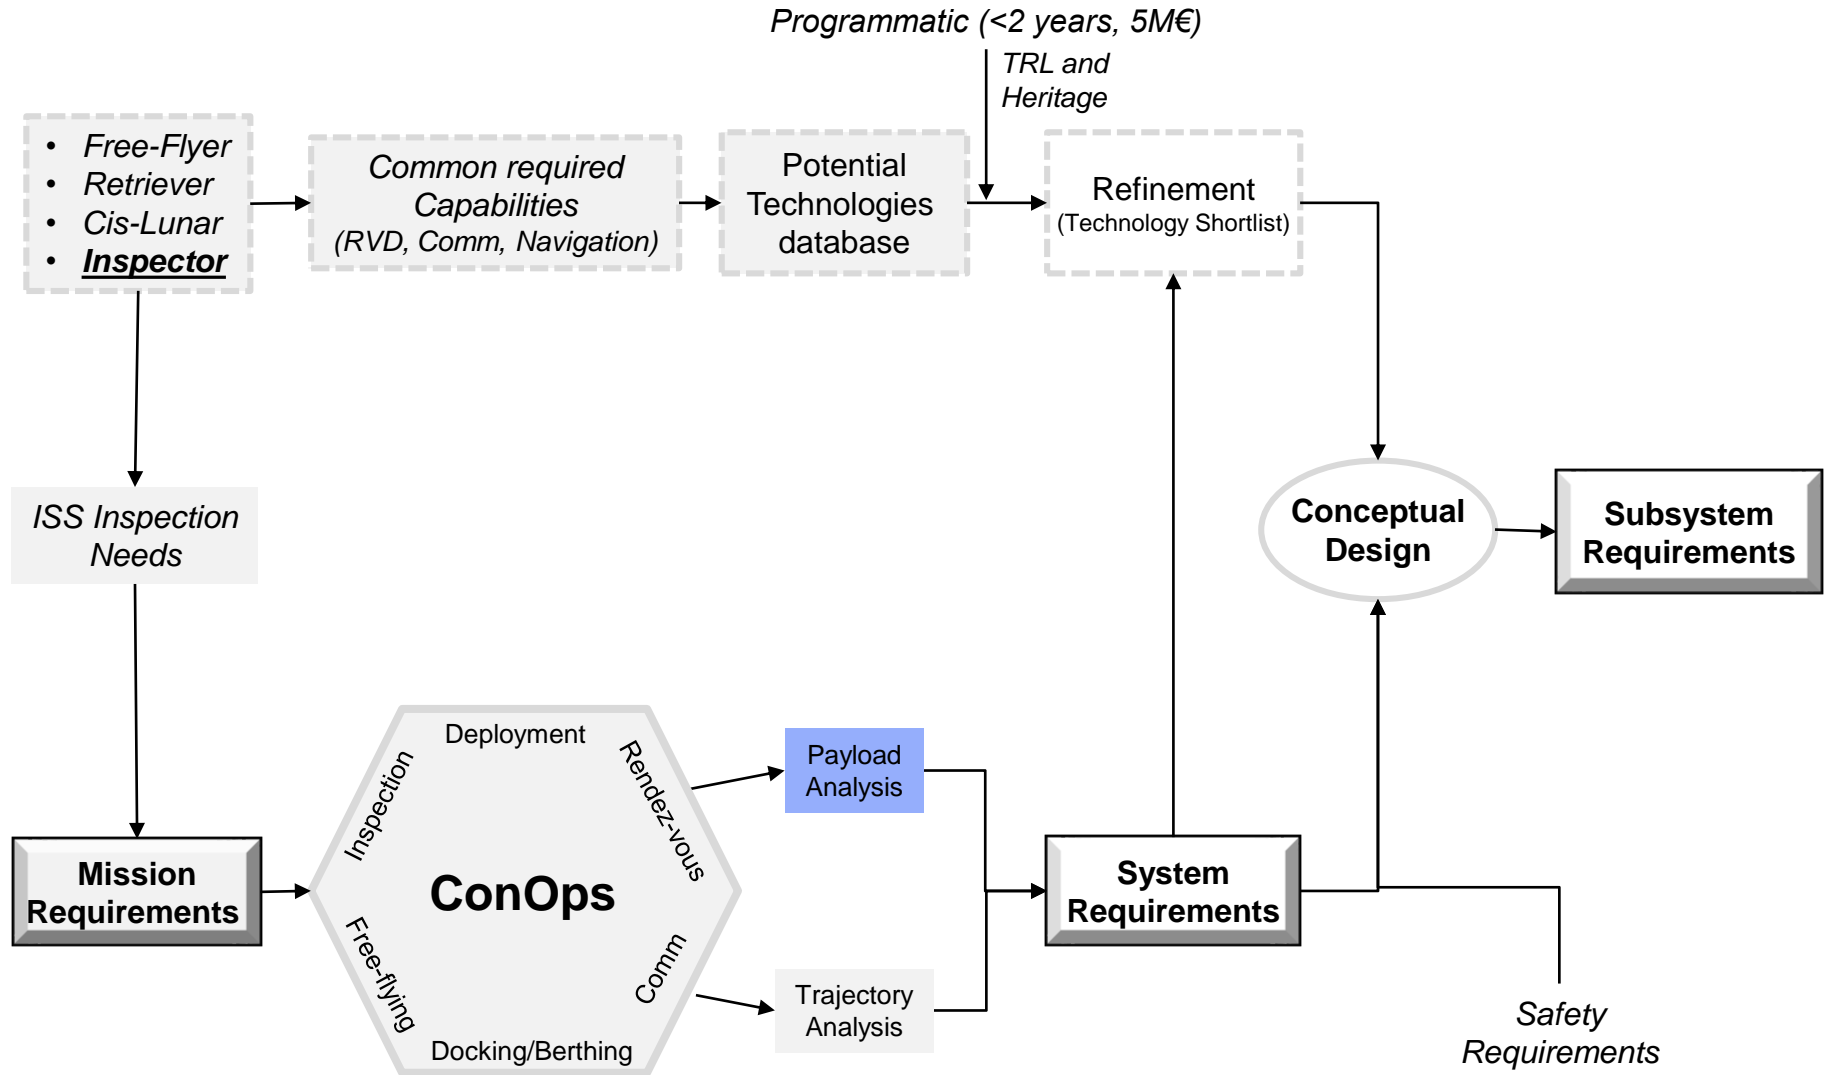 Programmatic (<2 years, 5M€)
TRL and
Heritage
• Free-Flyer
• Retriever
• Cis-Lunar
• Inspector
Common required
Capabilities
(RVD, Comm, Navigation)
Potential
Technologies
database
Refinement
(Technology Shortlist)
ISS Inspection
Needs
Conceptual
Design
Subsystem
Requirements
Mission
Requirements
Deployment
Inspection
Rendez-vous
ConOps
Free-flying
Comm
Docking/Berthing
Payload
Analysis
Trajectory
Analysis
System
Requirements
Safety
Requirements